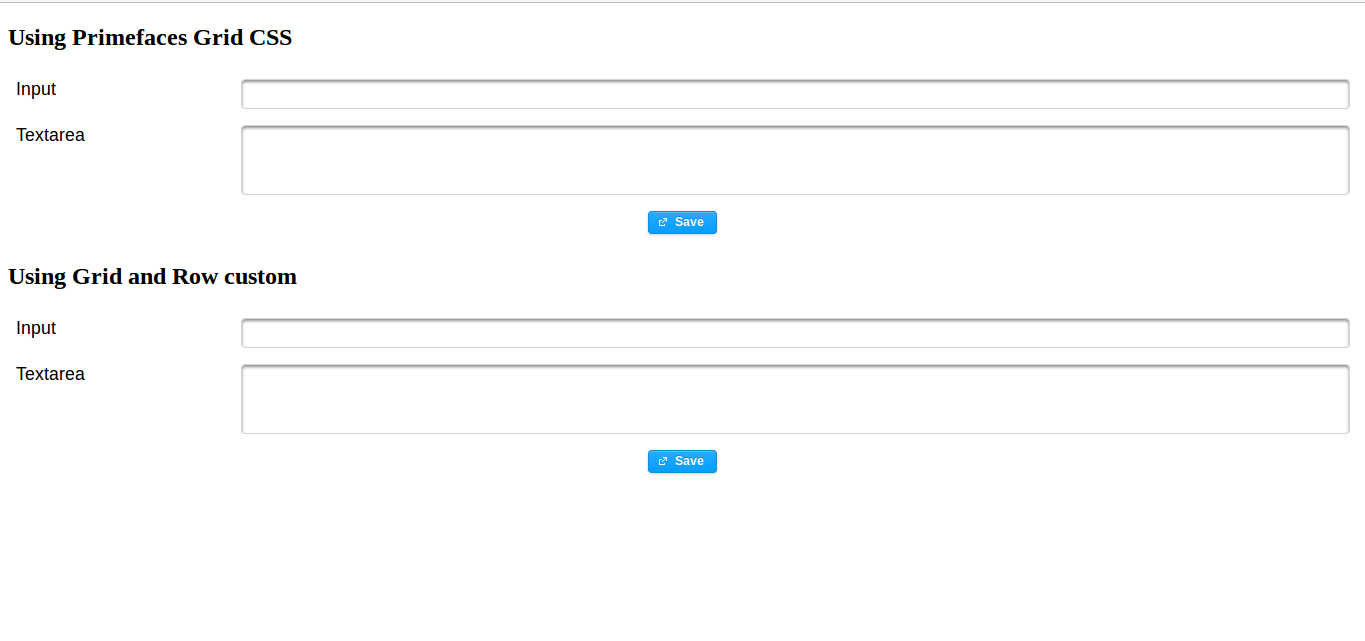 Using Primefaces Grid CSS
Input
Textarea
Save
Using Grid and Row custom
Input
Textarea
Save